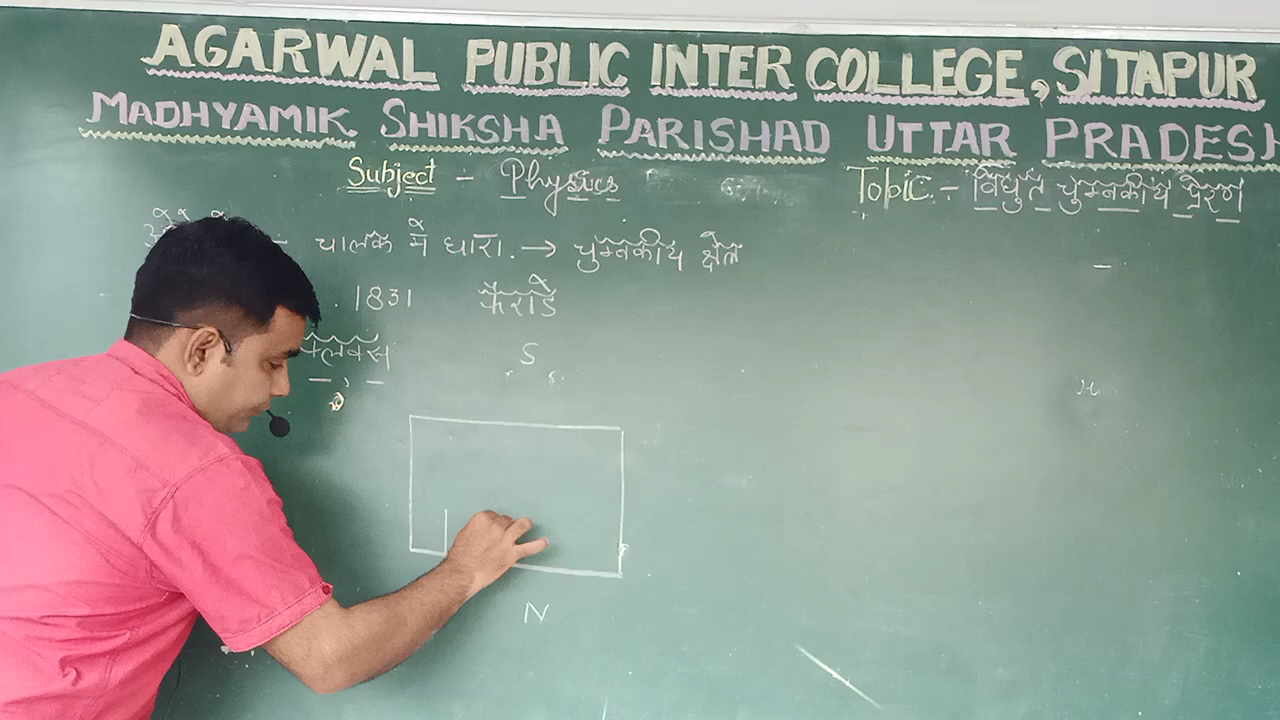 AGARWAL PUBLIC INTER COLLEGE, SITAPUR
MADHYAMIK SHIKSHA PARISHAD UTTAR PRADESH
Subject - Physics
Topic - विधुत चुम्बकीय प्रेरण
चालक में धारा. → चुम्बकीय क्षेत्र
1831 फैराडे
S
N